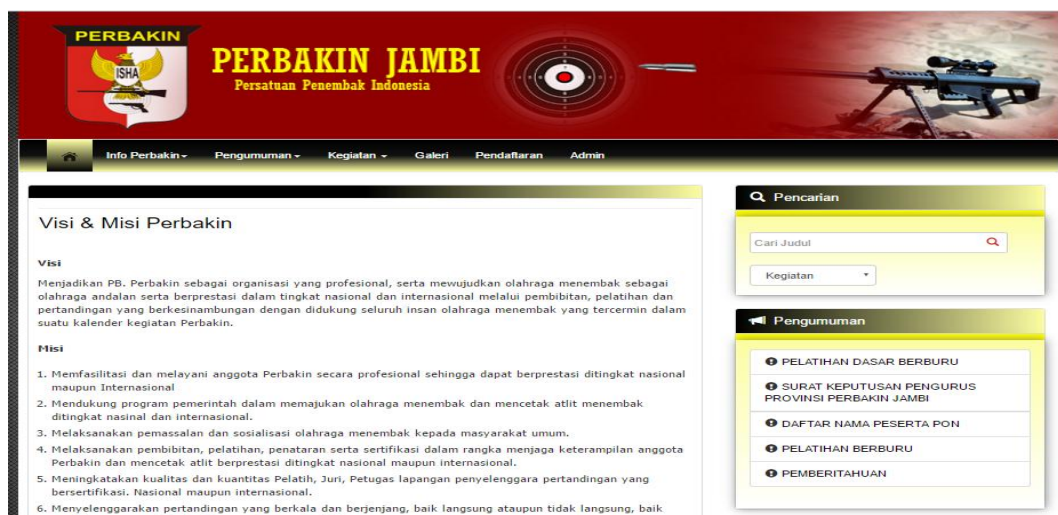 PERBAKIN
ISHA
PERBAKIN JAMBI
Persatuan Penembak Indonesia
Info Perbakin
Pengumuman
Kegiatan
Galeri
Pendaftaran
Admin
Visi & Misi Perbakin
Visi
Menjadikan PB. Perbakin sebagai organisasi yang profesional, serta mewujudkan olahraga menembak sebagai
olahraga andalan serta berprestasi dalam tingkat nasional dan internasional melalui pembibitan, pelatihan dan
pertandingan yang berkesinambungan dengan didukung seluruh insan olahraga menembak yang tercermin dalam
suatu kalender kegiatan Perbakin.
Misi
1. Memfasilitasi dan melayani anggota Perbakin secara profesional sehingga dapat berprestasi ditingkat nasional
maupun Internasional
2. Mendukung program pemerintah dalam memajukan olahraga menembak dan mencetak atlit menembak
ditingkat nasinal dan internasional.
3. Melaksanakan pemassalan dan sosialisasi olahraga menembak kepada masyarakat umum.
4. Melaksanakan pembibitan, pelatihan, penataran serta sertifikasi dalam rangka menjaga keterampilan anggota
Perbakin dan mencetak atlit berprestasi ditingkat nasional maupun internasional.
5. Meningkatakan kualitas dan kuantitas Pelatih, Juri, Petugas lapangan penyelenggara pertandingan yang
bersertifikasi. Nasional maupun internasional.
6. Menyelenggarakan pertandingan yang berkala dan berjenjang, baik langsung ataupun tidak langsung, baik
Pencarian
Cari Judul
Kegiatan
Pengumuman
PELATIHAN DASAR BERBURU
SURAT KEPUTUSAN PENGURUS
PROVINSI PERBAKIN JAMBI
DAFTAR NAMA PESERTA PON
PELATIHAN BERBURU
PEMBERITAHUAN